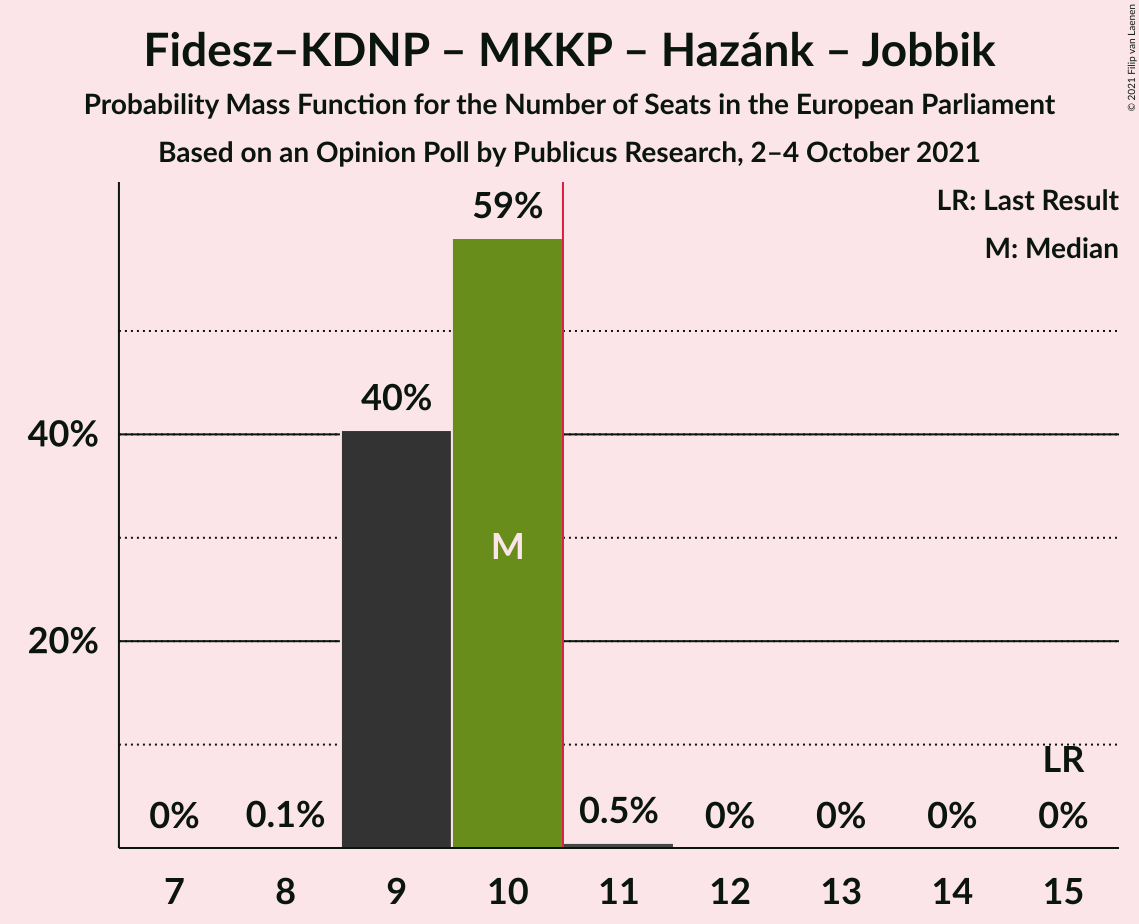 Fidesz–KDNP – MKKP – Hazánk – Jobbik
Probability Mass Function for the Number of Seats in the European Parliament
Based on an Opinion Poll by Publicus Research, 2–4 October 2021
© 2021 Filip van Laenen
LR: Last Result
M: Median
59%
40%
40%
M
20%
LR
0% 0.1% 0.5% 0% 0% 0% 0%
7 8 9 10 11 12 13 14 15